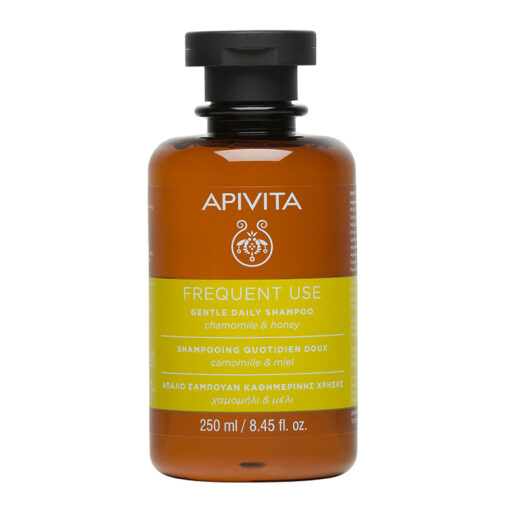 APIVITA
FREQUENT USE
GENTLE DAILY SHAMPOO
chamomile & honey
SHAMPOOING QUOTIDIEN DOUX
camomille & miel
ΑΠΑΛΟ ΣΑΜΠΟΥΑΝ ΚΑΘΗΜΕΡΙΝΗΣ ΧΡΗΣΗΣ
χαμομήλι & μέλι
250 ml / 8.45 fl. oz.